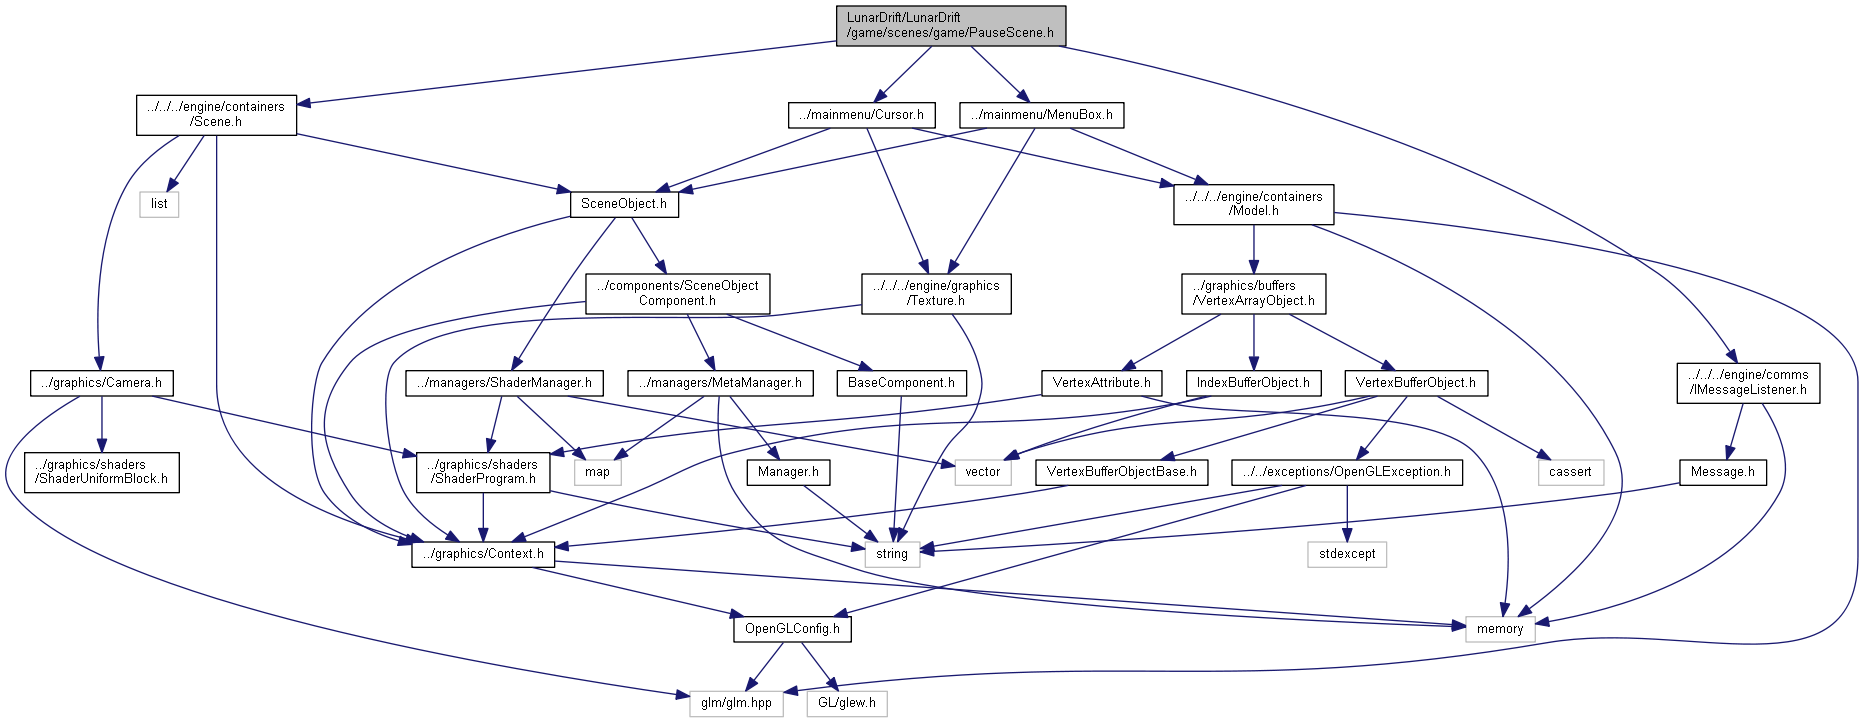 LunarDrift/LunarDrift
/game/scenes/game/PauseScene.h
../../../engine/containers
/Scene.h
../mainmenu/Cursor.h
../mainmenu/MenuBox.h
list
SceneObject.h
../../../engine/containers
/Model.h
../components/SceneObject
Component.h
../../../engine/graphics
/Texture.h
../graphics/buffers
/VertexArrayObject.h
../graphics/Camera.h
../managers/ShaderManager.h
../managers/MetaManager.h
BaseComponent.h
VertexAttribute.h
IndexBufferObject.h
VertexBufferObject.h
../../../engine/comms
/IMessageListener.h
../graphics/shaders
/ShaderUniformBlock.h
../graphics/shaders
/ShaderProgram.h
map
Manager.h
vector
VertexBufferObjectBase.h
../../exceptions/OpenGLException.h
cassert
Message.h
../graphics/Context.h
string
stdexcept
OpenGLConfig.h
memory
glm/glm.hpp
GL/glew.h